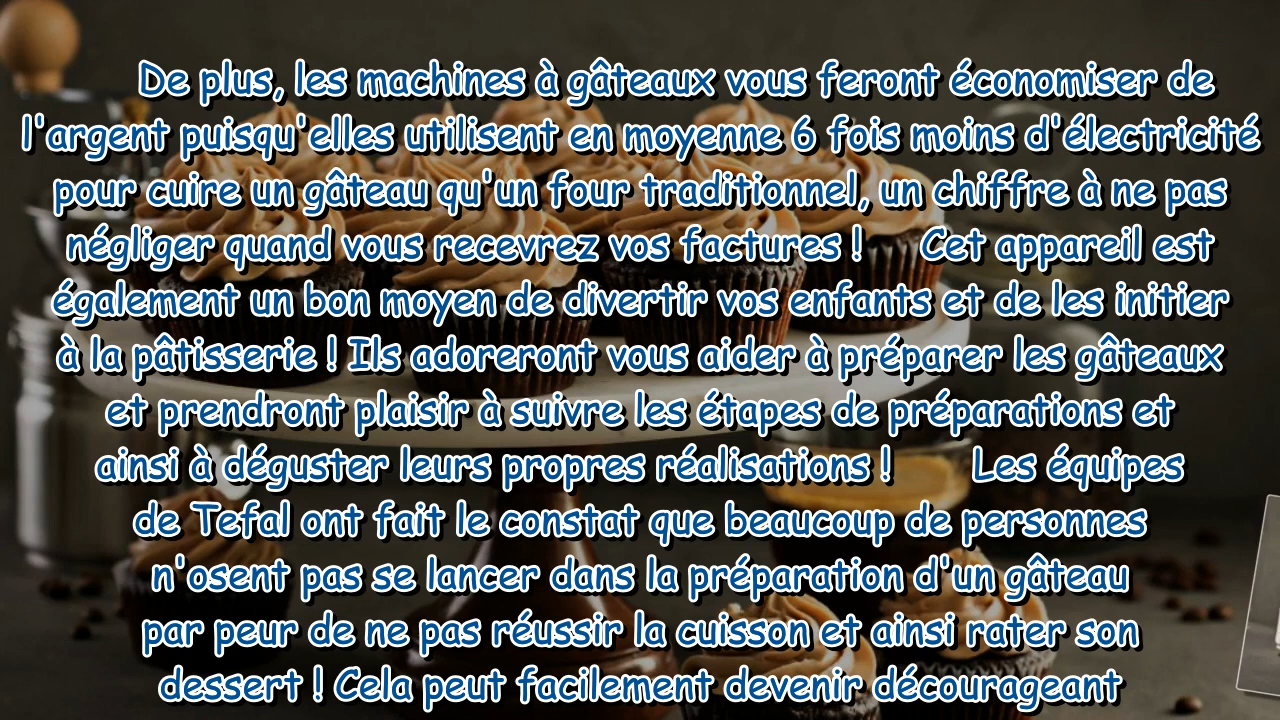 De plus, les machines à gâteaux vous feront économiser de
l'argent puisqu'elles utilisent en moyenne 6 fois moins d'électricité
pour cuire un gâteau qu'un four traditionnel, un chiffre à ne pas
négliger quand vous recevrez vos factures ! Cet appareil est
également un bon moyen de divertir vos enfants et de les initier
à la pâtisserie ! Ils adoreront vous aider à préparer les gâteaux
et prendront plaisir à suivre les étapes de préparations et
ainsi à déguster leurs propres réalisations ! Les équipes
de Tefal ont fait le constat que beaucoup de personnes
n'osent pas se lancer dans la préparation d'un gâteau
par peur de ne pas réussir la cuisson et ainsi rater son
dessert ! Cela peut facilement devenir décourageant